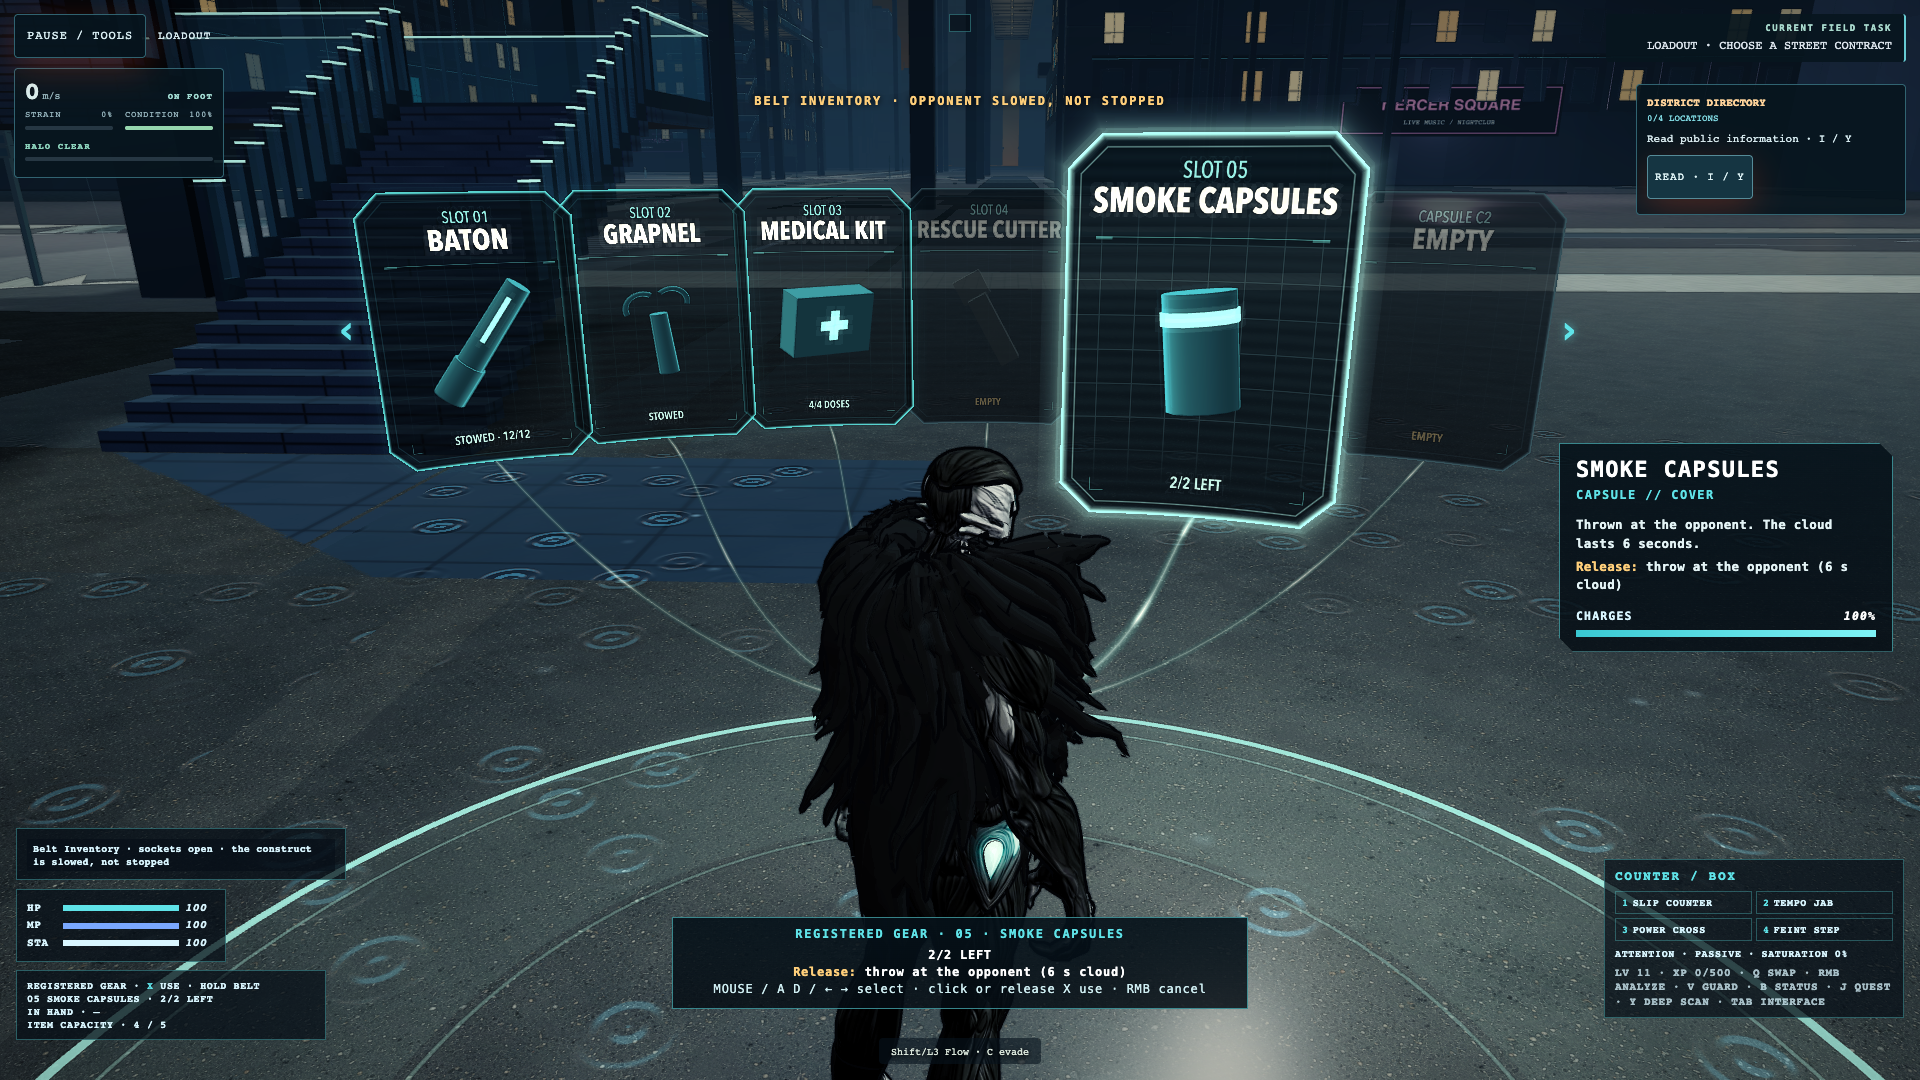 PAUSE / TOOLS
LOADOUT
0 m/s
ON FOOT
STRAIN 0%
CONDITION 100%
HALO CLEAR
CURRENT FIELD TASK
LOADOUT · CHOOSE A STREET CONTRACT
DISTRICT DIRECTORY
0/4 LOCATIONS
Read public information · I / Y
READ · I / Y
BELT INVENTORY · OPPONENT SLOWED, NOT STOPPED
ERCER SQUARE
LIVE MUSIC / NIGHTCLUB
SLOT 01
BATON
STOWED · 12/12
SLOT 02
GRAPNEL
STOWED
SLOT 03
MEDICAL KIT
4/4 DOSES
SLOT 04
RESCUE CUTTER
EMPTY
SLOT 05
SMOKE CAPSULES
2/2 LEFT
CAPSULE C2
EMPTY
EMPTY
SMOKE CAPSULES
CAPSULE // COVER
Thrown at the opponent. The cloud
lasts 6 seconds.
Release: throw at the opponent (6 s
cloud)
CHARGES 100%
Belt Inventory · sockets open · the construct
is slowed, not stopped
HP 100
MP 100
STA 100
REGISTERED GEAR · X USE · HOLD BELT
05 SMOKE CAPSULES · 2/2 LEFT
IN HAND · —
ITEM CAPACITY · 4 / 5
REGISTERED GEAR · 05 · SMOKE CAPSULES
2/2 LEFT
Release: throw at the opponent (6 s cloud)
MOUSE / A D / ← → select · click or release X use · RMB cancel
Shift/L3 Flow · C evade
COUNTER / BOX
1 SLIP COUNTER
2 TEMPO JAB
3 POWER CROSS
4 FEINT STEP
ATTENTION · PASSIVE · SATURATION 0%
LV 11 · XP 0/500 · Q SWAP · RMB
ANALYZE · V GUARD · B STATUS · J QUEST
· Y DEEP SCAN · TAB INTERFACE